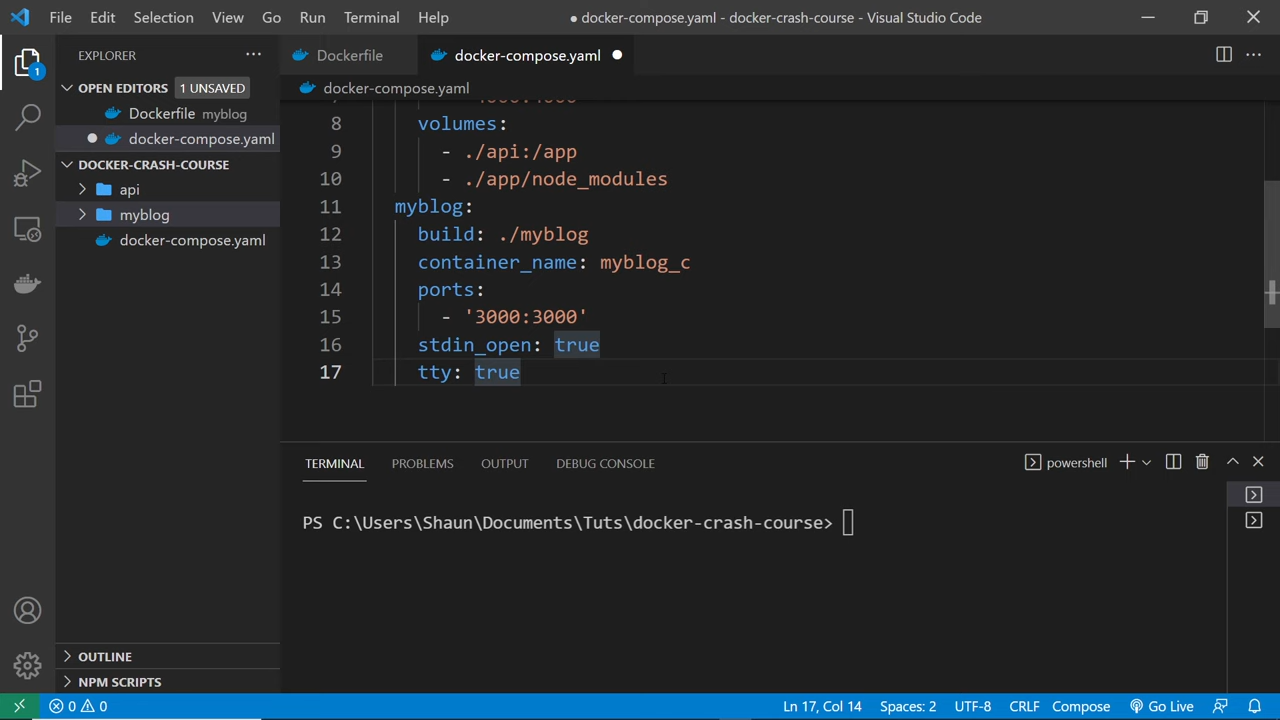 File Edit Selection View Go Run Terminal Help
● docker-compose.yaml - docker-crash-course - Visual Studio Code
EXPLORER
Dockerfile
docker-compose.yaml
OPEN EDITORS 1 UNSAVED
docker-compose.yaml
Dockerfile myblog
docker-compose.yaml
DOCKER-CRASH-COURSE
api
myblog
docker-compose.yaml
1
8 volumes:
9 - ./api:/app
10 - ./app/node_modules
11 myblog:
12 build: ./myblog
13 container_name: myblog_c
14 ports:
15 - '3000:3000'
16 stdin_open: true
17 tty: true
TERMINAL PROBLEMS OUTPUT DEBUG CONSOLE
powershell
PS C:\Users\Shaun\Documents\Tuts\docker-crash-course>
OUTLINE
NPM SCRIPTS
0 0
Ln 17, Col 14 Spaces: 2 UTF-8 CRLF Compose Go Live